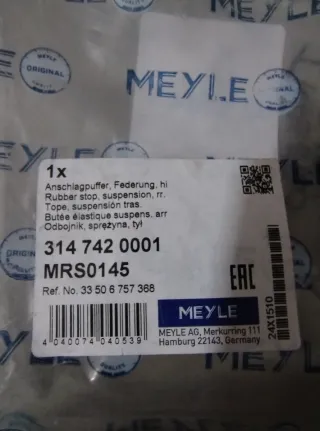 MEYLE
ORIGINAL
MEYLE
1x
Anschlagpuffer, Federung, hi
Rubber stop, suspension, rr.
Tope, suspensión tras.
Butée élastique suspens. arr
Odbojnik, sprężyna, tył
314 742 0001
MRS0145
Ref. No. 33 50 6 757 368
EAC
MEYLE
MEYLE AG, Merkurring 111
Hamburg 22143, Germany
24X1510
4 040074 040539
MEYLE